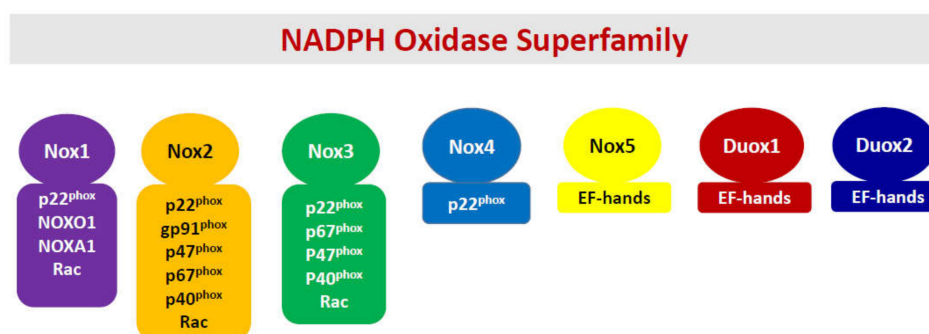 NADPH Oxidase Superfamily
Nox1
p22phox
NOXO1
NOXA1
Rac
Nox2
p22phox
gp91phox
p47phox
p67phox
p40phox
Rac
Nox3
p22phox
p67phox
P47phox
P40phox
Rac
Nox4
p22phox
Nox5
EF-hands
Duox1
EF-hands
Duox2
EF-hands